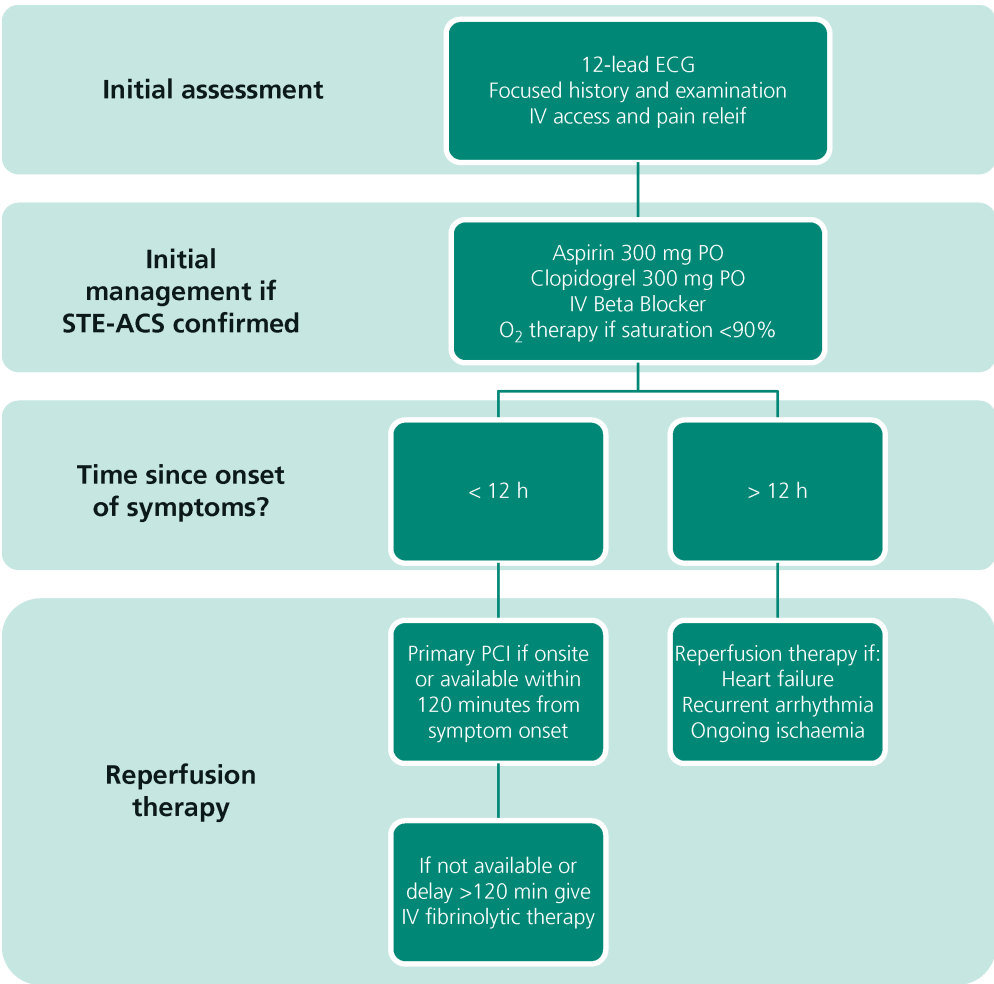 Initial assessment
12-lead ECG
Focused history and examination
IV access and pain releif
Initial
management if
STE-ACS confirmed
Aspirin 300 mg PO
Clopidogrel 300 mg PO
IV Beta Blocker
O₂ therapy if saturation <90%
Time since onset
of symptoms?
< 12 h
> 12 h
Reperfusion
therapy
Primary PCI if onsite
or available within
120 minutes from
symptom onset
Reperfusion therapy if:
Heart failure
Recurrent arrhythmia
Ongoing ischaemia
If not available or
delay >120 min give
IV fibrinolytic therapy